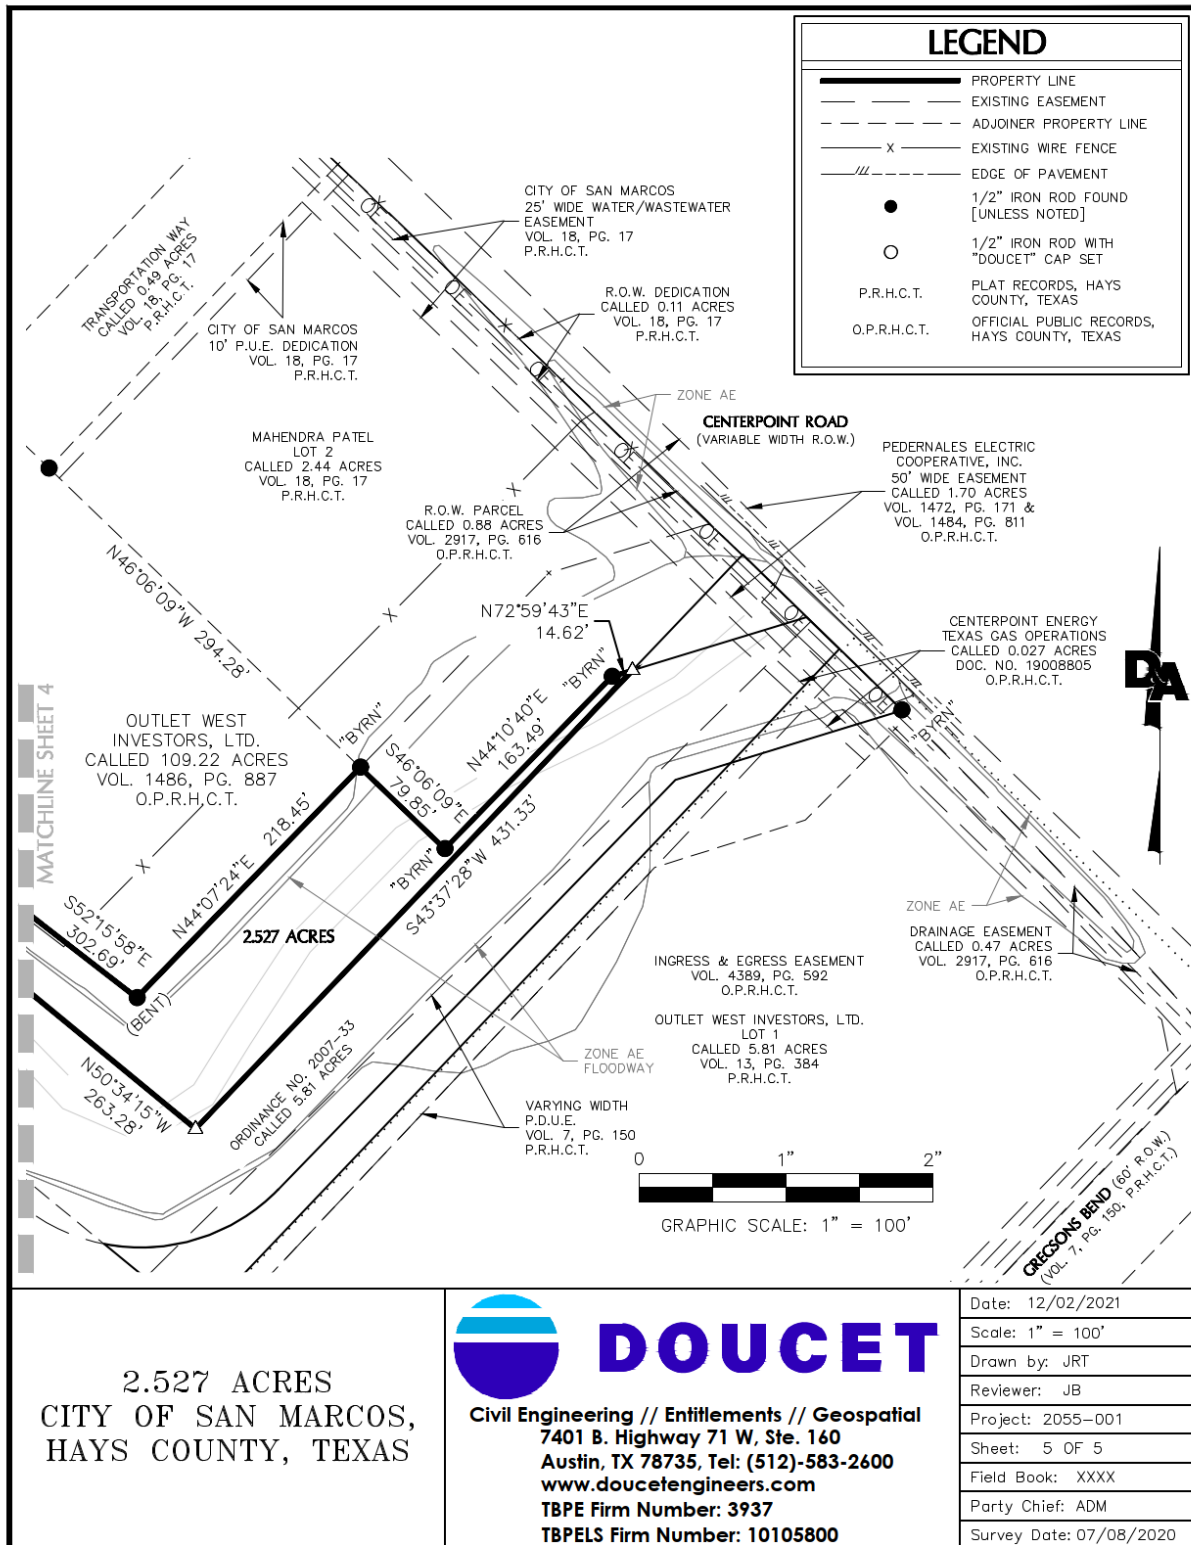 LEGEND
PROPERTY LINE
EXISTING EASEMENT
ADJOINER PROPERTY LINE
X
EXISTING WIRE FENCE
EDGE OF PAVEMENT
1/2" IRON ROD FOUND
[UNLESS NOTED]
1/2" IRON ROD WITH
"DOUCET" CAP SET
P.R.H.C.T.
PLAT RECORDS, HAYS
COUNTY, TEXAS
O.P.R.H.C.T.
OFFICIAL PUBLIC RECORDS,
HAYS COUNTY, TEXAS
CITY OF SAN MARCOS
25' WIDE WATER/WASTEWATER
EASEMENT
VOL. 18, PG. 17
P.R.H.C.T.
TRANSPORTATION WAY
CALLED 0.49 ACRES
VOL. 18, PG. 17
P.R.H.C.T.
CITY OF SAN MARCOS
10' P.U.E. DEDICATION
VOL. 18, PG. 17
P.R.H.C.T.
R.O.W. DEDICATION
CALLED 0.11 ACRES
VOL. 18, PG. 17
P.R.H.C.T.
OE
OE
OE
OE
OE
OE
OE
X
X
X
X
X
X
X
ZONE AE
CENTERPOINT ROAD
(VARIABLE WIDTH R.O.W.)
MAHENDRA PATEL
LOT 2
CALLED 2.44 ACRES
VOL. 18, PG. 17
P.R.H.C.T.
PEDERNALES ELECTRIC
COOPERATIVE, INC.
50' WIDE EASEMENT
CALLED 1.70 ACRES
VOL. 1472, PG. 171 &
VOL. 1484, PG. 811
O.P.R.H.C.T.
R.O.W. PARCEL
CALLED 0.88 ACRES
VOL. 2917, PG. 616
O.P.R.H.C.T.
N46°06'09"W 294.28'
N72°59'43"E
14.62'
CENTERPOINT ENERGY
TEXAS GAS OPERATIONS
CALLED 0.027 ACRES
DOC. NO. 19008805
O.P.R.H.C.T.
D&A
MATCHLINE SHEET 4
OUTLET WEST
INVESTORS, LTD.
CALLED 109.22 ACRES
VOL. 1486, PG. 887
O.P.R.H.C.T.
"BYRN"
S46°06'09"E
79.85'
N44°10'40"E
163.49'
"BYRN"
"BYRN"
"BYRN"
S43°37'28"W 431.33'
N44°07'24"E 218.45'
S52°15'58"E
302.69'
(BENT)
2.527 ACRES
N50°34'15"W
263.28'
ORDINANCE NO. 2007-33
CALLED 5.81 ACRES
ZONE AE
DRAINAGE EASEMENT
CALLED 0.47 ACRES
VOL. 2917, PG. 616
O.P.R.H.C.T.
INGRESS & EGRESS EASEMENT
VOL. 4389, PG. 592
O.P.R.H.C.T.
OUTLET WEST INVESTORS, LTD.
LOT 1
CALLED 5.81 ACRES
VOL. 13, PG. 384
P.R.H.C.T.
ZONE AE
FLOODWAY
VARYING WIDTH
P.D.U.E.
VOL. 7, PG. 150
P.R.H.C.T.
GREGSONS BEND (60' R.O.W.)
(VOL. 7, PG. 150, P.R.H.C.T.)
0 1" 2"
GRAPHIC SCALE: 1" = 100'
2.527 ACRES
CITY OF SAN MARCOS,
HAYS COUNTY, TEXAS
DOUCET
Civil Engineering // Entitlements // Geospatial
7401 B. Highway 71 W, Ste. 160
Austin, TX 78735, Tel: (512)-583-2600
www.doucetengineers.com
TBPE Firm Number: 3937
TBPELS Firm Number: 10105800
Date: 12/02/2021
Scale: 1" = 100'
Drawn by: JRT
Reviewer: JB
Project: 2055-001
Sheet: 5 OF 5
Field Book: XXXX
Party Chief: ADM
Survey Date: 07/08/2020